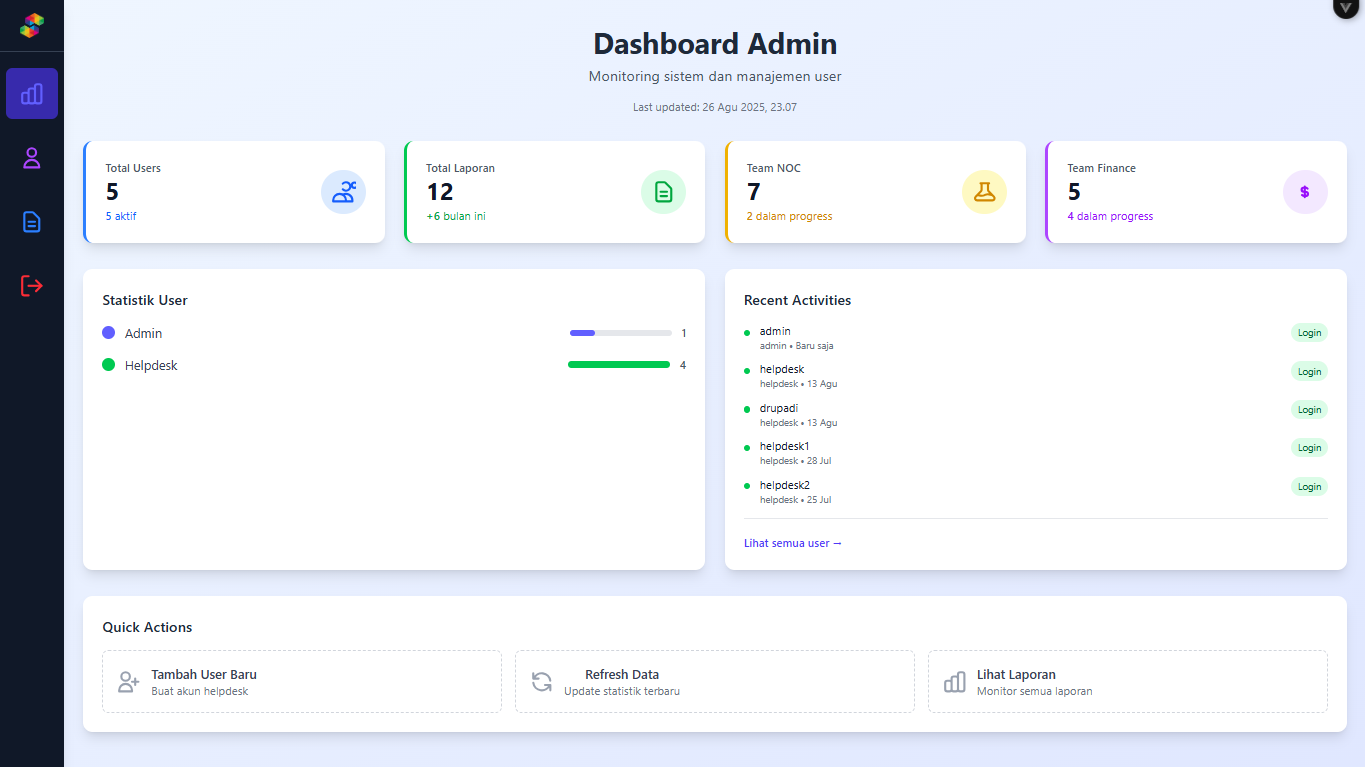 Dashboard Admin
Monitoring sistem dan manajemen user
Last updated: 26 Agu 2025, 23.07
Total Users
5
5 aktif
Total Laporan
12
+6 bulan ini
Team NOC
7
2 dalam progress
Team Finance
5
4 dalam progress
$
Statistik User
Admin 1
Helpdesk 4
Recent Activities
admin
admin • Baru saja
Login
helpdesk
helpdesk • 13 Agu
Login
drupadi
helpdesk • 13 Agu
Login
helpdesk1
helpdesk • 28 Jul
Login
helpdesk2
helpdesk • 25 Jul
Login
Lihat semua user →
Quick Actions
Tambah User Baru
Buat akun helpdesk
Refresh Data
Update statistik terbaru
Lihat Laporan
Monitor semua laporan